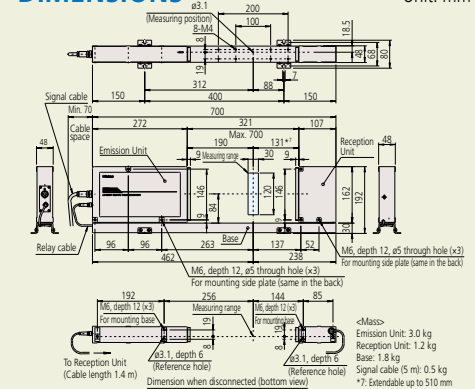 DIMENSIONS
Unit: mm
ø3.1
(Measuring position)
8-M4
200
100
8
19
18.5
48
68
80
7
312
88
150
400
150
700
Signal cable
Min. 70
Cable
space
272
321
107
Max. 700
190
131*7
Emission Unit
Reception
Unit
9
Measuring range
30
9
48
48
146
84
120
146
162
192
30
Relay cable
Base
96
96
263
137
52
462
238
M6, depth 12, ø5 through hole (×3)
For mounting side plate (same in the back)
M6, depth 12, ø5 through hole (×3)
For mounting side plate (same in the back)
192
256
144
85
M6, depth 12 (×3)
For mounting base
Measuring range
M6, depth 12 (×3)
For mounting base
19
8
19
8
To Reception Unit
(Cable length 1.4 m)
ø3.1, depth 6
(Reference hole)
ø3.1, depth 6
(Reference hole)
Dimension when disconnected (bottom view)
<Mass>
Emission Unit: 3.0 kg
Reception Unit: 1.2 kg
Base: 1.8 kg
Signal cable (5 m): 0.5 kg
*7: Extendable up to 510 mm